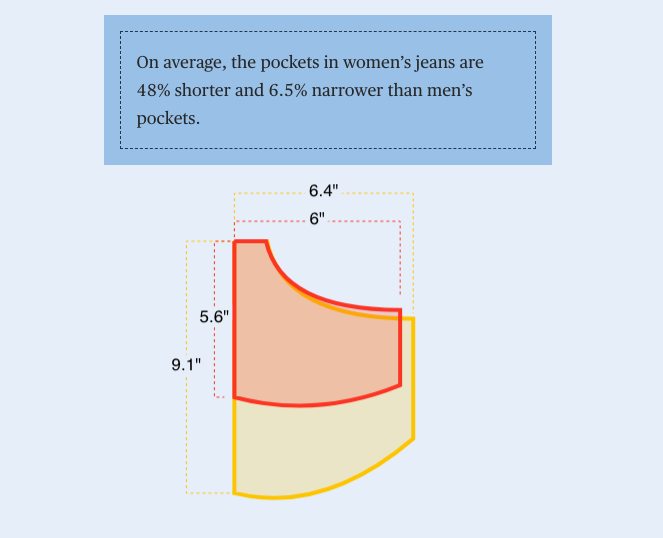 On average, the pockets in women’s jeans are
48% shorter and 6.5% narrower than men’s
pockets.
6.4"
6"
5.6"
9.1"